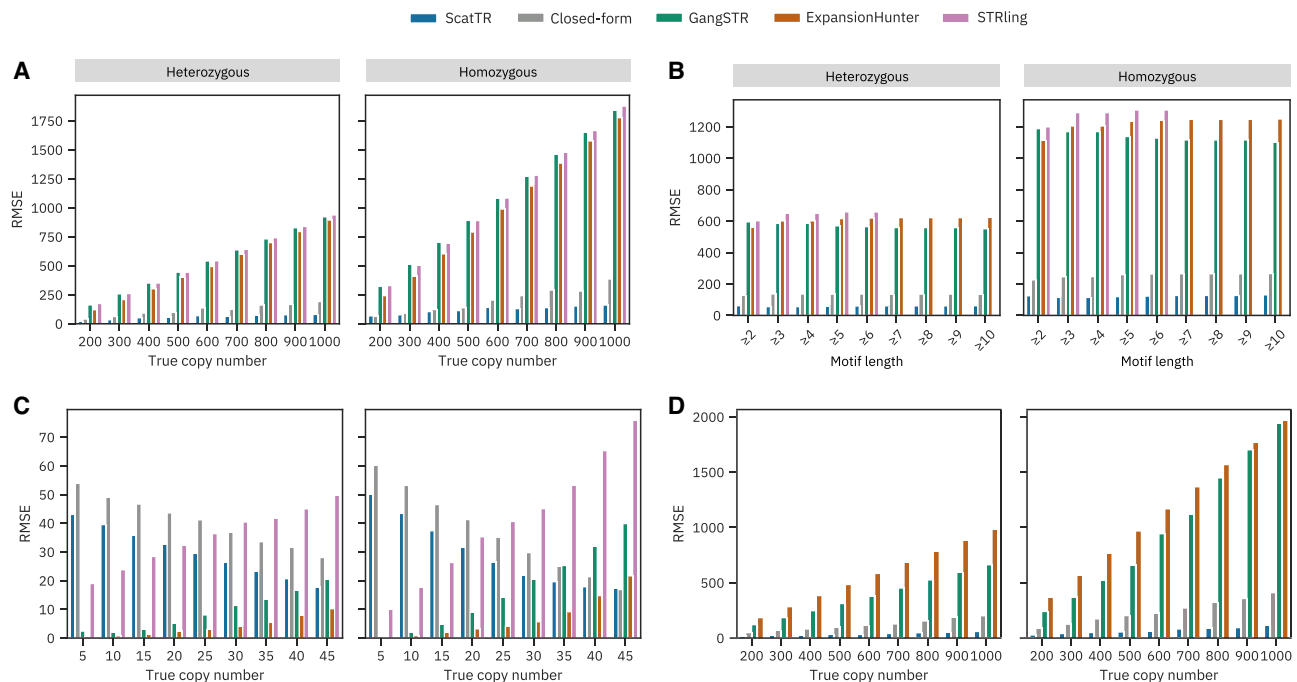 ScatTR Closed-form GangSTR ExpansionHunter STRling
A
Heterozygous Homozygous
RMSE
1750
1500
1250
1000
750
500
250
0
200 300 400 500 600 700 800 900 1000
200 300 400 500 600 700 800 900 1000
True copy number True copy number
B
Heterozygous Homozygous
RMSE
1200
1000
800
600
400
200
0
≥2 ≥3 ≥4 ≥5 ≥6 ≥7 ≥8 ≥9 ≥10
≥2 ≥3 ≥4 ≥5 ≥6 ≥7 ≥8 ≥9 ≥10
Motif length Motif length
C
RMSE
70
60
50
40
30
20
10
0
5 10 15 20 25 30 35 40 45
5 10 15 20 25 30 35 40 45
True copy number True copy number
D
RMSE
2000
1500
1000
500
0
200 300 400 500 600 700 800 900 1000
200 300 400 500 600 700 800 900 1000
True copy number True copy number